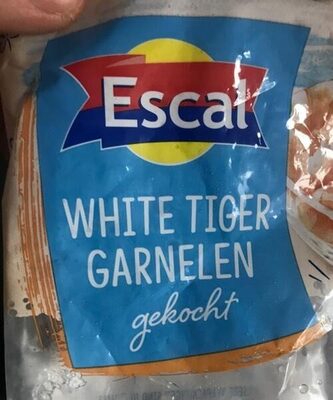 Escal
WHITE TIGER
GARNELEN
gekocht